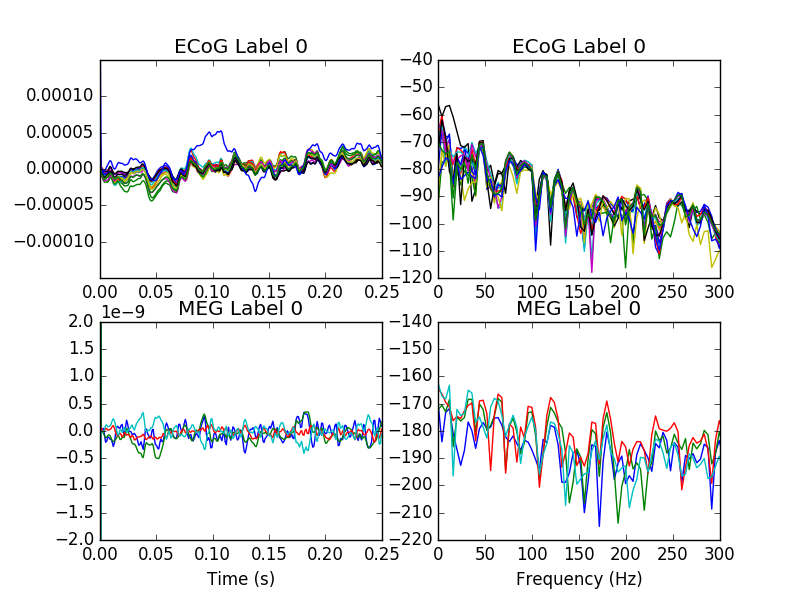 ECoG Label 0
0.00010
0.00005
0.00000
−0.00005
−0.00010
0.00 0.05 0.10 0.15 0.20 0.25
ECoG Label 0
−40
−50
−60
−70
−80
−90
−100
−110
−120
0 50 100 150 200 250 300
MEG Label 0
1e−9
2.0
1.5
1.0
0.5
0.0
−0.5
−1.0
−1.5
−2.0
0.00 0.05 0.10 0.15 0.20 0.25
Time (s)
MEG Label 0
−140
−150
−160
−170
−180
−190
−200
−210
−220
0 50 100 150 200 250 300
Frequency (Hz)